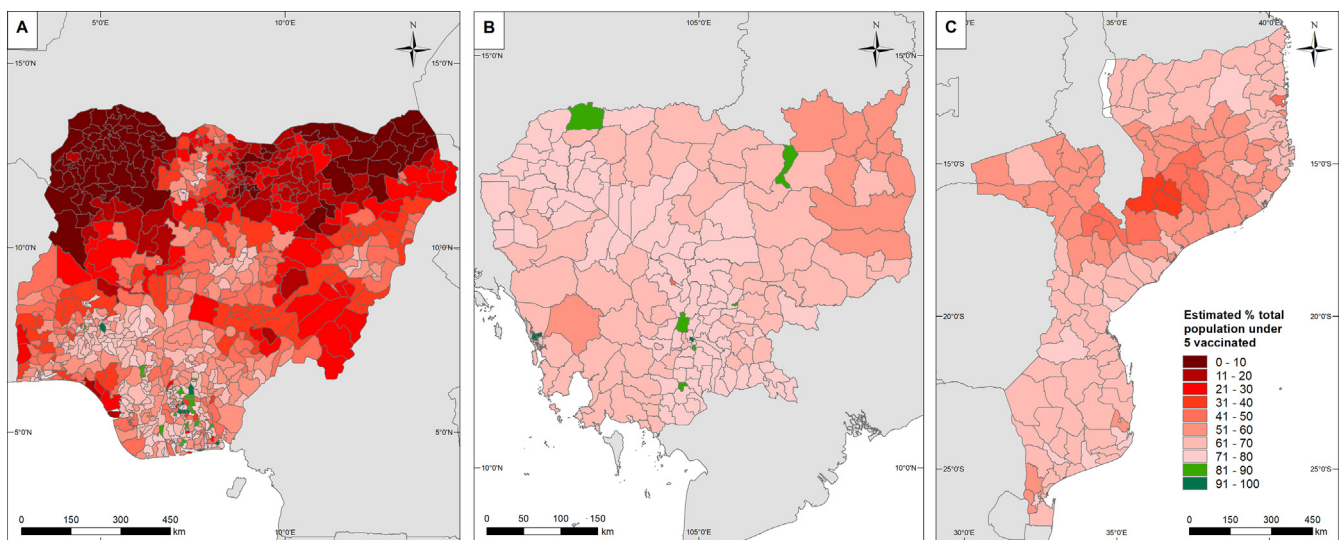 A
5°0'E
10°0'E
N
15°0'N
15°0'N
10°0'N
10°0'N
5°0'N
5°0'N
10°0'E
0 150 300 450
km
B
105°0'E
N
15°0'N
15°0'N
10°0'N
10°0'N
105°0'E
0 50 100 150
km
C
35°0'E
40°0'E
N
15°0'S
15°0'S
20°0'S
20°0'S
25°0'S
25°0'S
30°0'S
35°0'E
Estimated % total
population under
5 vaccinated
0 - 10
11 - 20
21 - 30
31 - 40
41 - 50
51 - 60
61 - 70
71 - 80
81 - 90
91 - 100
0 150 300 450
km